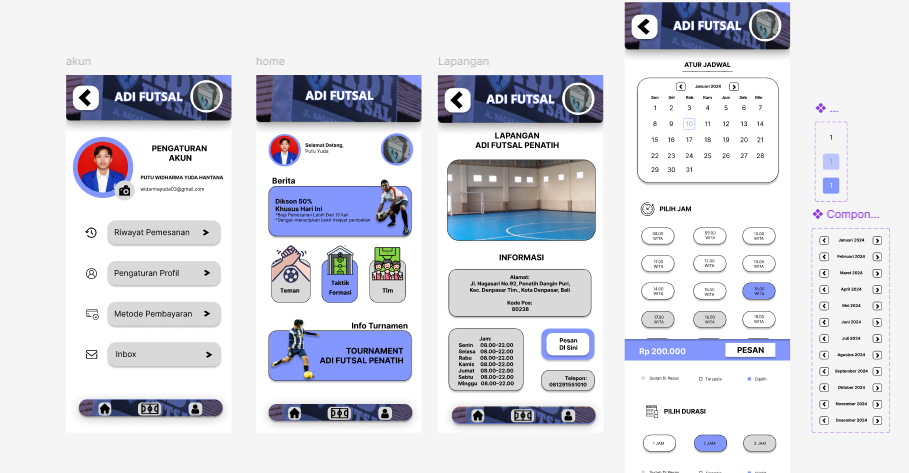 akun
ADI FUTSAL
PENGATURAN
AKUN
PUTU WIDHARMA YUDA HANTANA
widarmayuda03@gmail.com
Riwayat Pemesanan
Pengaturan Profil
Metode Pembayaran
Inbox
home
ADI FUTSAL
Selamat Datang,
Putu Yuda
Berita
Dikson 50%
Khusus Hari Ini
*Bagi Pemesan Lebih Dari 10 kali
*Dengan menunjukan bukti riwayat pembelian
Teman
Taktik
Formasi
Tim
Info Turnamen
TOURNAMENT
ADI FUTSAL PENATIH
Lapangan
ADI FUTSAL
LAPANGAN
ADI FUTSAL PENATIH
INFORMASI
Alamat:
Jl. Nagasari No.92, Penatih Dangin Puri,
Kec. Denpasar Tim., Kota Denpasar, Bali
Kode Pos:
80238
Jam:
Senin 08.00-22.00
Selasa 08.00-22.00
Rabu 08.00-22.00
Kamis 08.00-22.00
Jumat 08.00-22.00
Sabtu 08.00-22.00
Minggu 08.00-22.00
Pesan
Di Sini
Telepon:
081291551010
ADI FUTSAL
ATUR JADWAL
Januari 2024
Sen Sel Rab Kam Jum Sab Min
1 2 3 4 5 6 7
8 9 10 11 12 13 14
15 16 17 18 19 20 21
22 23 24 25 26 27 28
29 30 31
PILIH JAM
08.00 WITA
09.00 WITA
10.00 WITA
11.00 WITA
12.00 WITA
13.00 WITA
14.00 WITA
15.00 WITA
16.00 WITA
17.00 WITA
18.00 WITA
19.00 WITA
Rp 200.000
PESAN
Sudah Di Pesan
Tersedia
Dipilih
PILIH DURASI
1 JAM
2 JAM
3 JAM
Sudah Di Pesan
Tersedia
Dipilih
...
1
1
1
Compon...
Januari 2024
Februari 2024
Maret 2024
April 2024
Mei 2024
Juni 2024
Juli 2024
Agustus 2024
September 2024
Oktober 2024
November 2024
Desember 2024